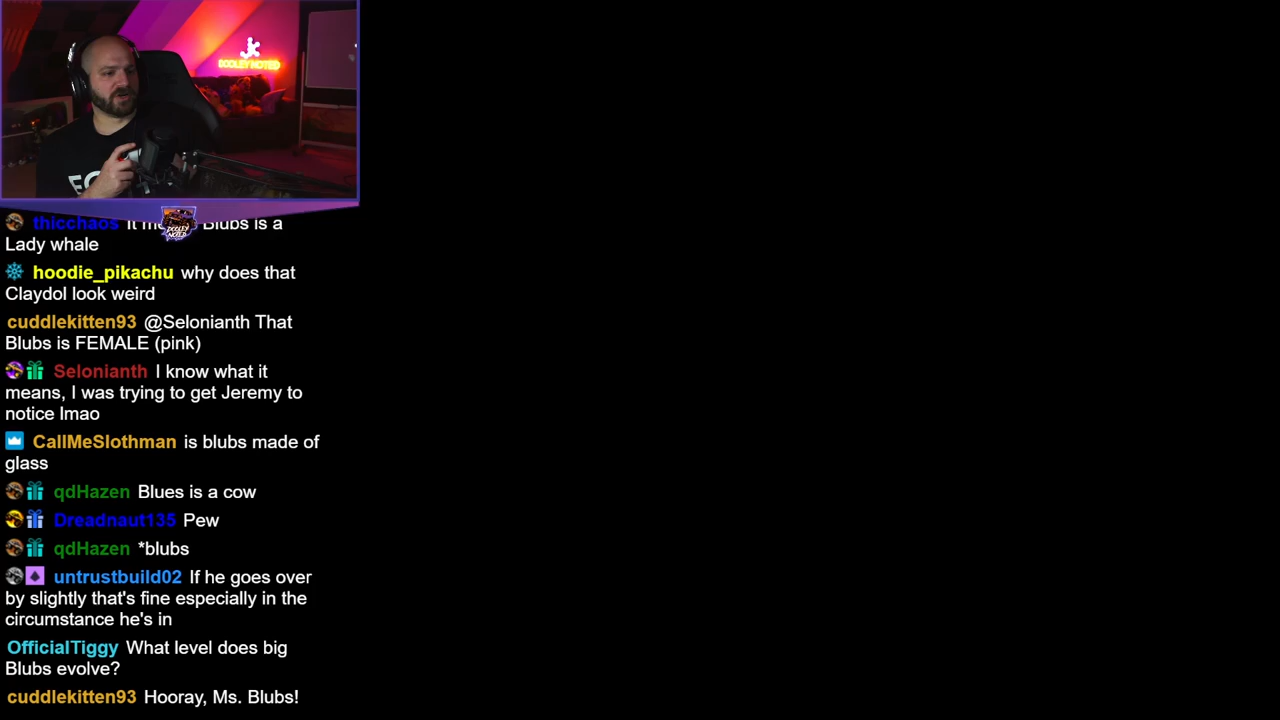 DOOLEY NOTED
DOOLEY
NOTED
thicchaos It Blubs is a
Lady whale
hoodie_pikachu why does that
Claydol look weird
cuddlekitten93 @Selonianth That
Blubs is FEMALE (pink)
Selonianth I know what it
means, I was trying to get Jeremy to
notice lmao
CallMeSlothman is blubs made of
glass
qdHazen Blues is a cow
Dreadnaut135 Pew
qdHazen *blubs
untrustbuild02 If he goes over
by slightly that's fine especially in the
circumstance he's in
OfficialTiggy What level does big
Blubs evolve?
cuddlekitten93 Hooray, Ms. Blubs!